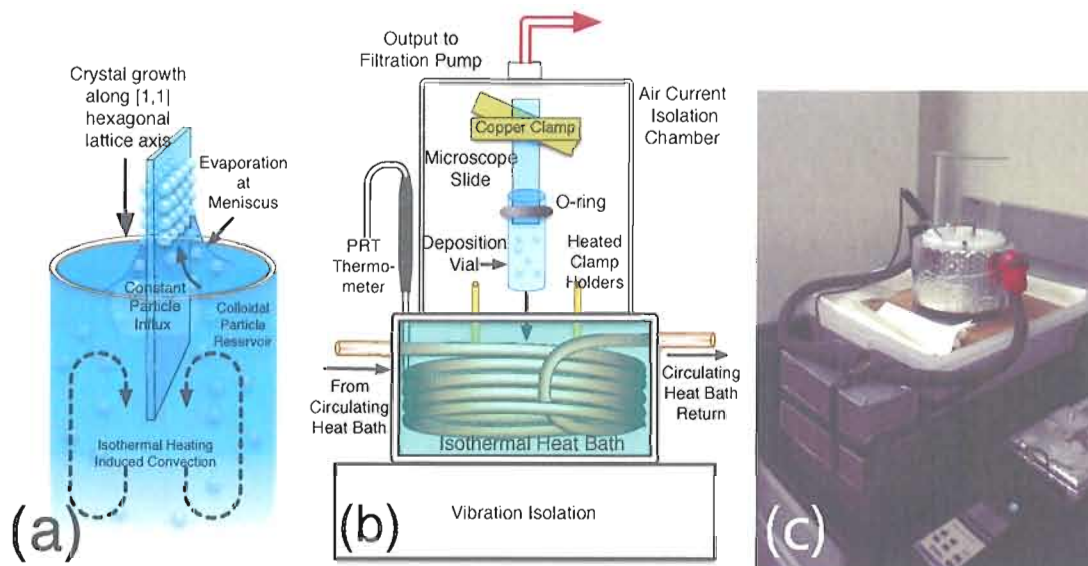 Crystal growth
along [1,1]
hexagonal
lattice axis
Evaporation
at
Meniscus
Constant
Particle
Influx
Colloidal
Particle
Reservoir
Isothermal Heating
Induced Convection
(a)
Output to
Filtration Pump
Air Current
Isolation
Chamber
Copper Clamp
Microscope
Slide
O-ring
PRT
Thermo-
meter
Deposition
Vial
Heated
Clamp
Holders
From
Circulating
Heat Bath
Circulating
Heat Bath
Return
Isothermal Heat Bath
Vibration Isolation
(b)
(c)